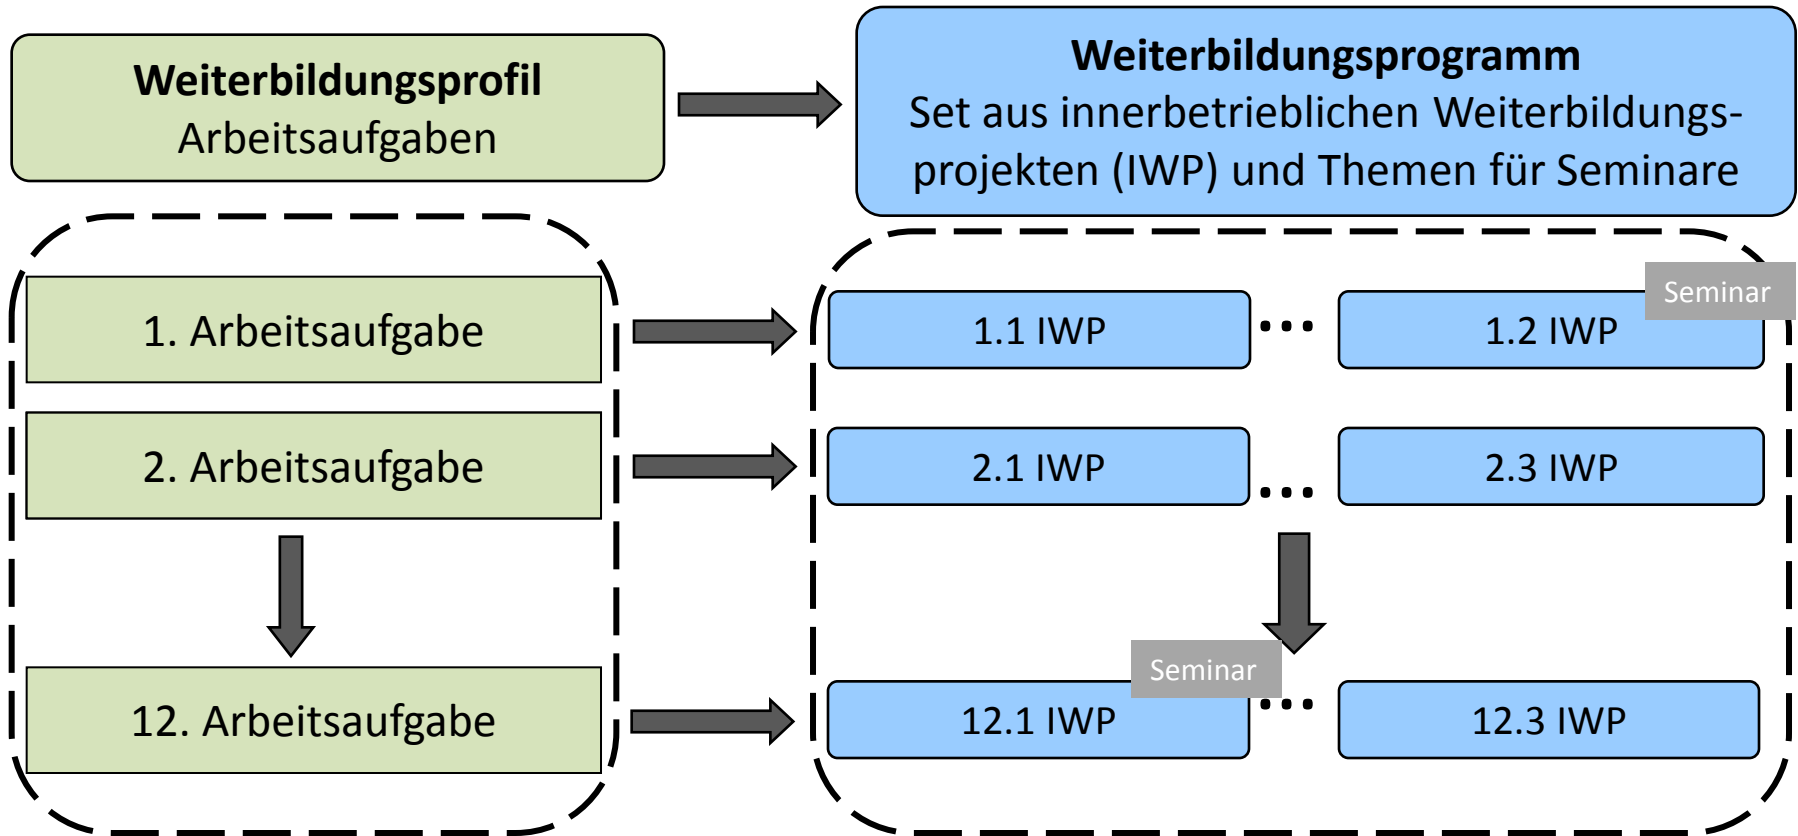 Weiterbildungsprofil
Arbeitsaufgaben
Weiterbildungsprogramm
Set aus innerbetrieblichen Weiterbildungs-
projekten (IWP) und Themen für Seminare
1. Arbeitsaufgabe
1.1 IWP
...
1.2 IWP
Seminar
2. Arbeitsaufgabe
2.1 IWP
...
2.3 IWP
12. Arbeitsaufgabe
12.1 IWP
Seminar
...
12.3 IWP